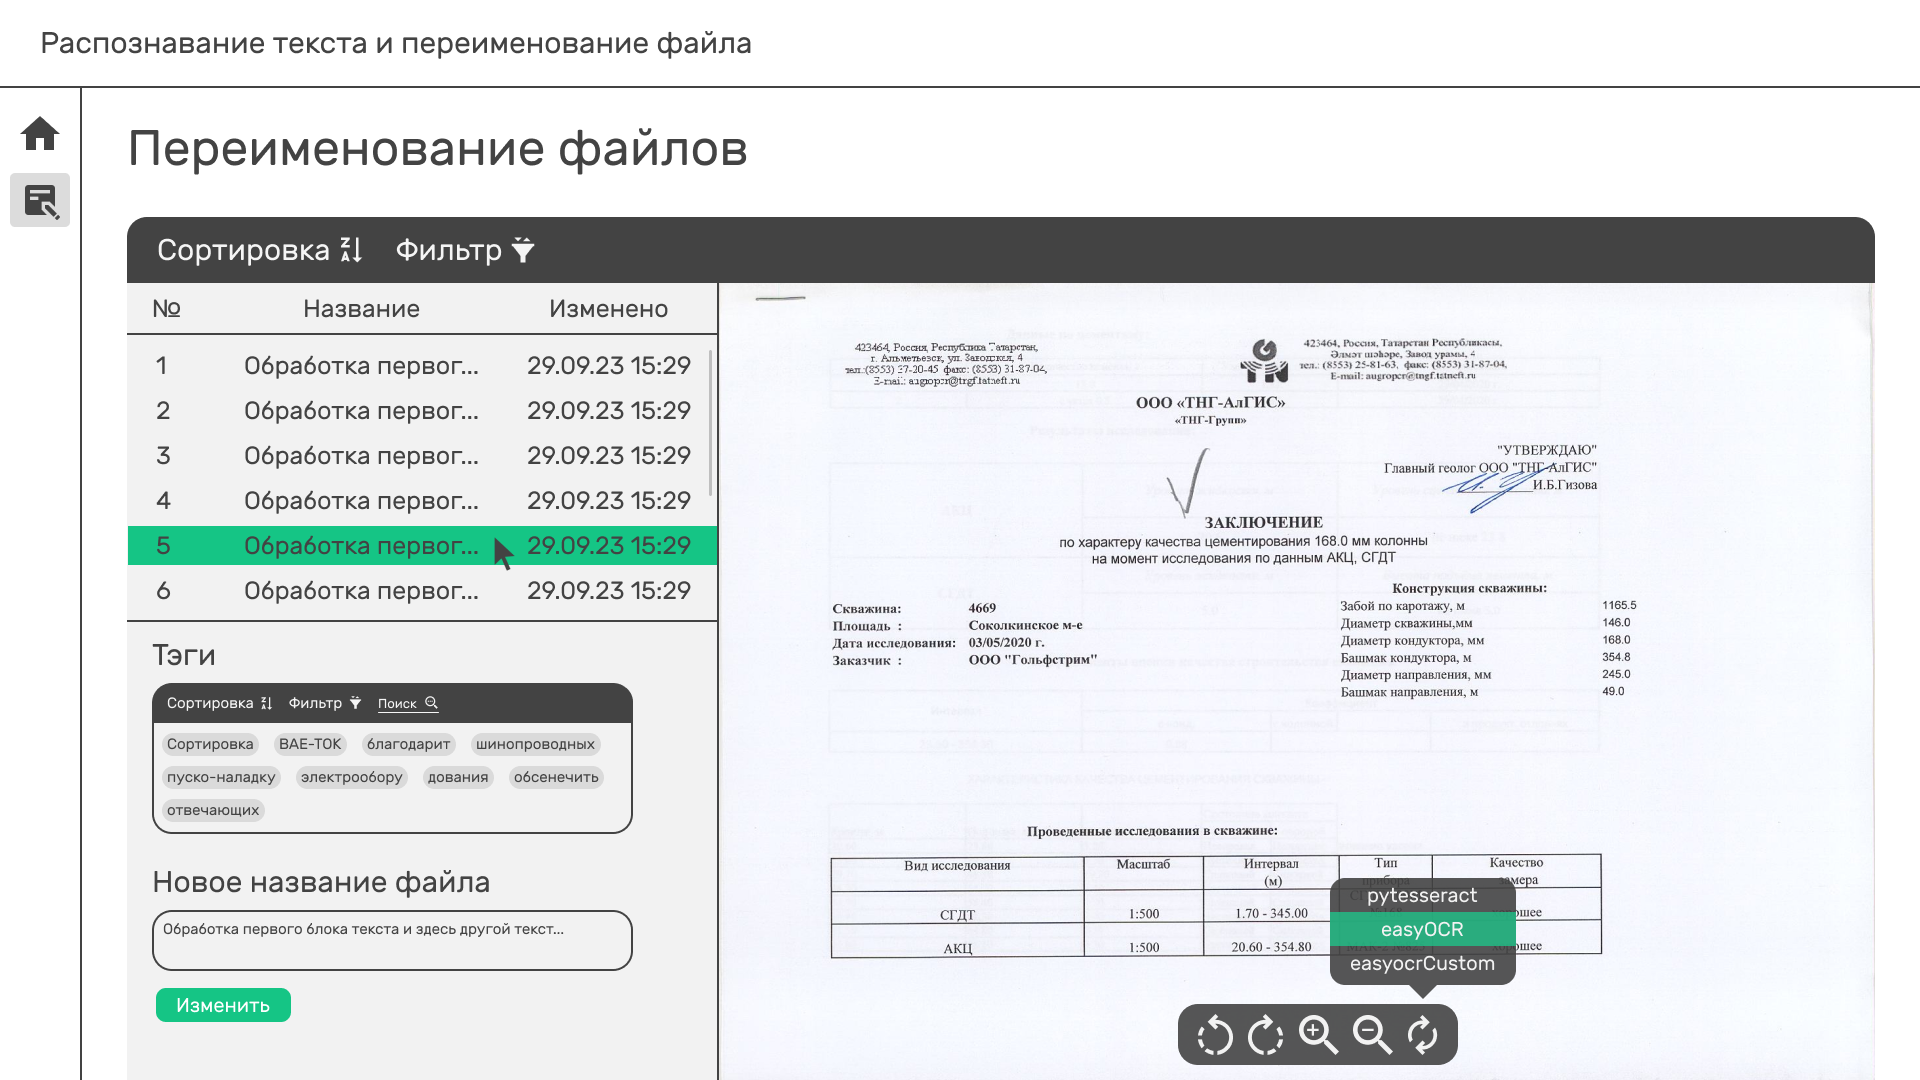 Распознавание текста и переименование файла
Переименование файлов
Сортировка Фильтр
№ Название Изменено
1 Обработка первог... 29.09.23 15:29
2 Обработка первог... 29.09.23 15:29
3 Обработка первог... 29.09.23 15:29
4 Обработка первог... 29.09.23 15:29
5 Обработка первог... 29.09.23 15:29
6 Обработка первог... 29.09.23 15:29
Тэги
Сортировка Фильтр Поиск
Сортировка ВАЕ-ТОК благодарит шинопроводных
пуско-наладку электрообору дования обсенечить
отвечающих
Новое название файла
Обработка первого блока текста и здесь другой текст...
Изменить
423464, Россия, Республика Татарстан,
г. Альметьевск, ул. Заводская, 4
тел.:(8553) 37-20-45 факс: (8553) 31-87-04,
E-mail: augropcr@tngf.tatneft.ru
423464, Россия, Татарстан Республикасы,
Әлмәт шәһәре, Завод урамы, 4
тел.: (8553) 25-81-63, факс: (8553) 31-87-04,
E-mail: augropcr@tngf.tatneft.ru
ООО «ТНГ-АлГИС»
«ТНГ-Групп»
"УТВЕРЖДАЮ"
Главный геолог ООО "ТНГ-АлГИС"
И.Б.Гизова
ЗАКЛЮЧЕНИЕ
по характеру качества цементирования 168.0 мм колонны
на момент исследования по данным АКЦ, СГДТ
Скважина: 4669
Площадь : Соколкинское м-е
Дата исследования: 03/05/2020 г.
Заказчик : ООО "Гольфстрим"
Конструкция скважины:
Забой по каротажу, м 1165.5
Диаметр скважины,мм 146.0
Диаметр кондуктора, мм 168.0
Башмак кондуктора, м 354.8
Диаметр направления, мм 245.0
Башмак направления, м 49.0
Проведенные исследования в скважине:
Вид исследования Масштаб Интервал Тип Качество
(м) прибора замера
СГДТ 1:500 1.70 - 345.00
АКЦ 1:500 20.60 - 354.80
pytesseract
easyOCR
easyocrCustom